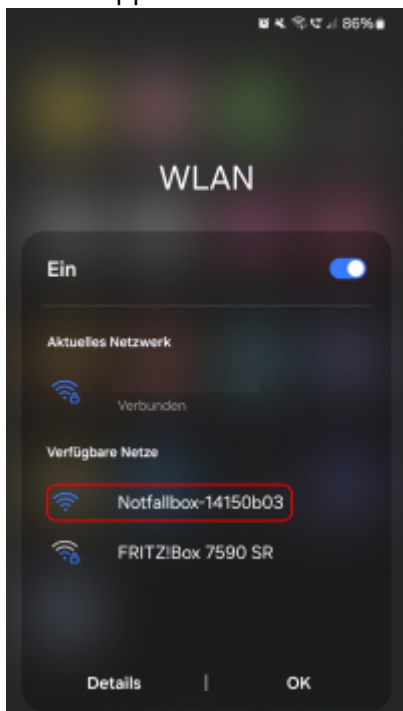 86%
WLAN
Ein
Aktuelles Netzwerk
Verbunden
Verfügbare Netze
Notfallbox-14150b03
FRITZ!Box 7590 SR
Details | OK